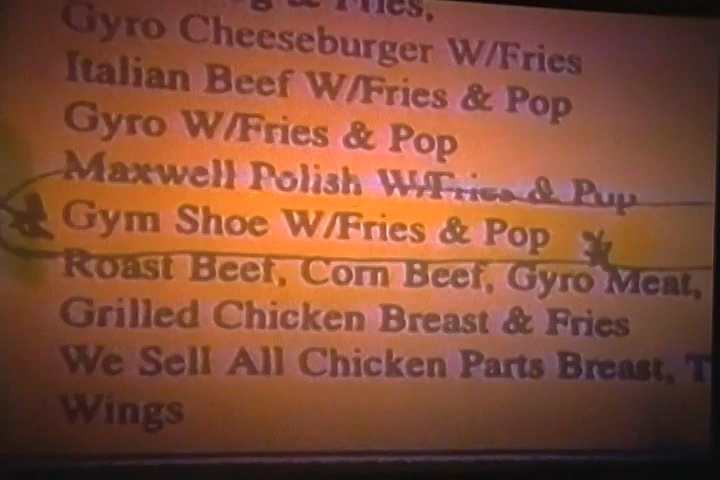 & Fries,
Gyro Cheeseburger W/Fries
Italian Beef W/Fries & Pop
Gyro W/Fries & Pop
Maxwell Polish W/Fries & Pop
Gym Shoe W/Fries & Pop
Roast Beef, Corn Beef, Gyro Meat,
Grilled Chicken Breast & Fries
We Sell All Chicken Parts Breast, T
Wings